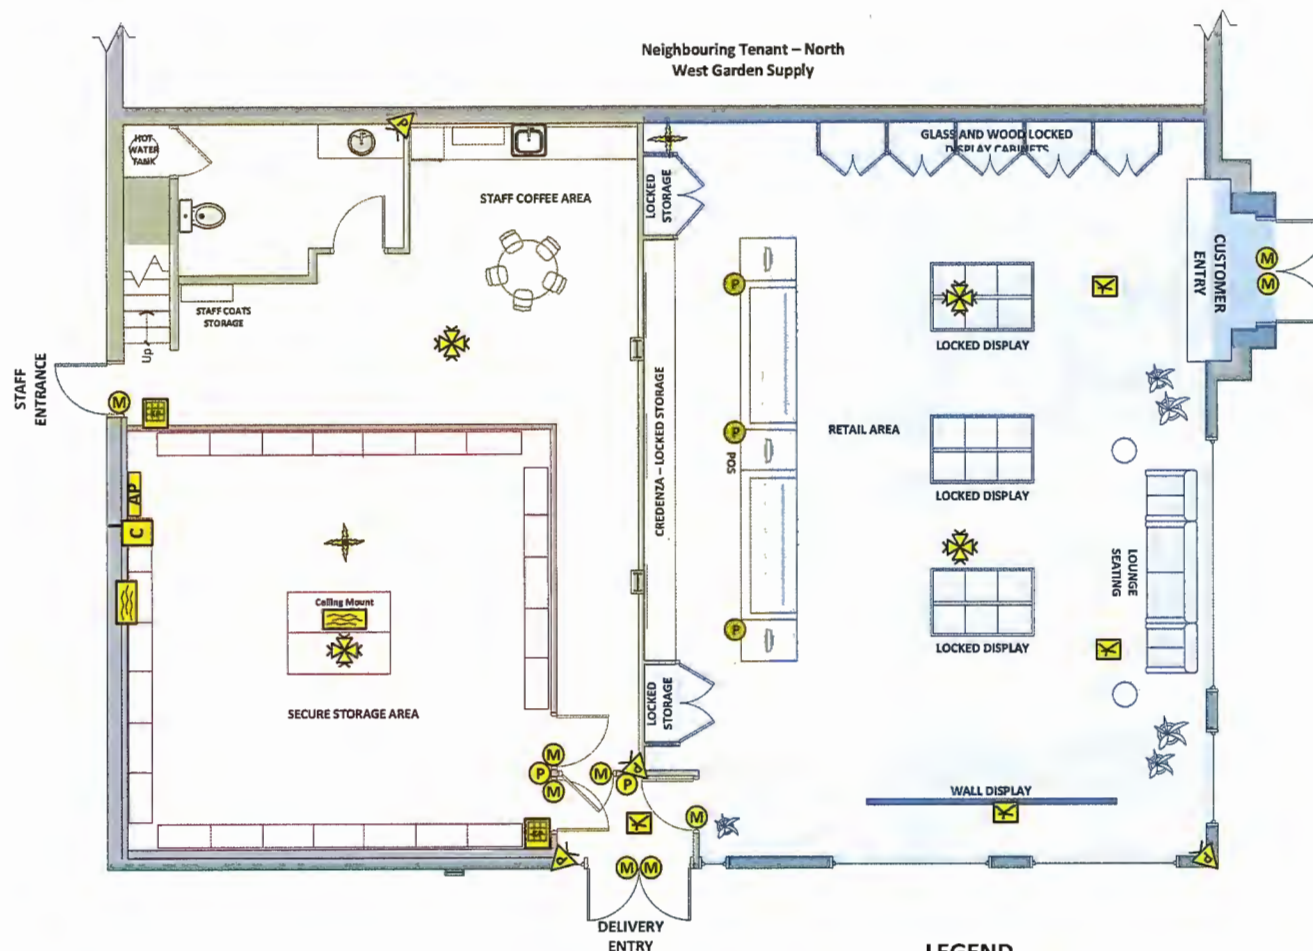 Neighbouring Tenant – North
West Garden Supply
HOT
WATER
TANK
P
GLASS AND WOOD LOCKED
DISPLAY CABINETS
STAFF COFFEE AREA
LOCKED
STORAGE
CUSTOMER
ENTRY
M
M
STAFF COATS
STORAGE
Up
P
K
LOCKED DISPLAY
STAFF
ENTRANCE
M
CREDENZA – LOCKED STORAGE
P
POS
RETAIL AREA
LOCKED DISPLAY
AP
C
LOUNGE
SEATING
Ceiling Mount
P
K
LOCKED DISPLAY
SECURE STORAGE AREA
LOCKED
STORAGE
M
P
M
M
P
P
K
M
WALL DISPLAY
K
P
M
M
P
DELIVERY
ENTRY
LEGEND